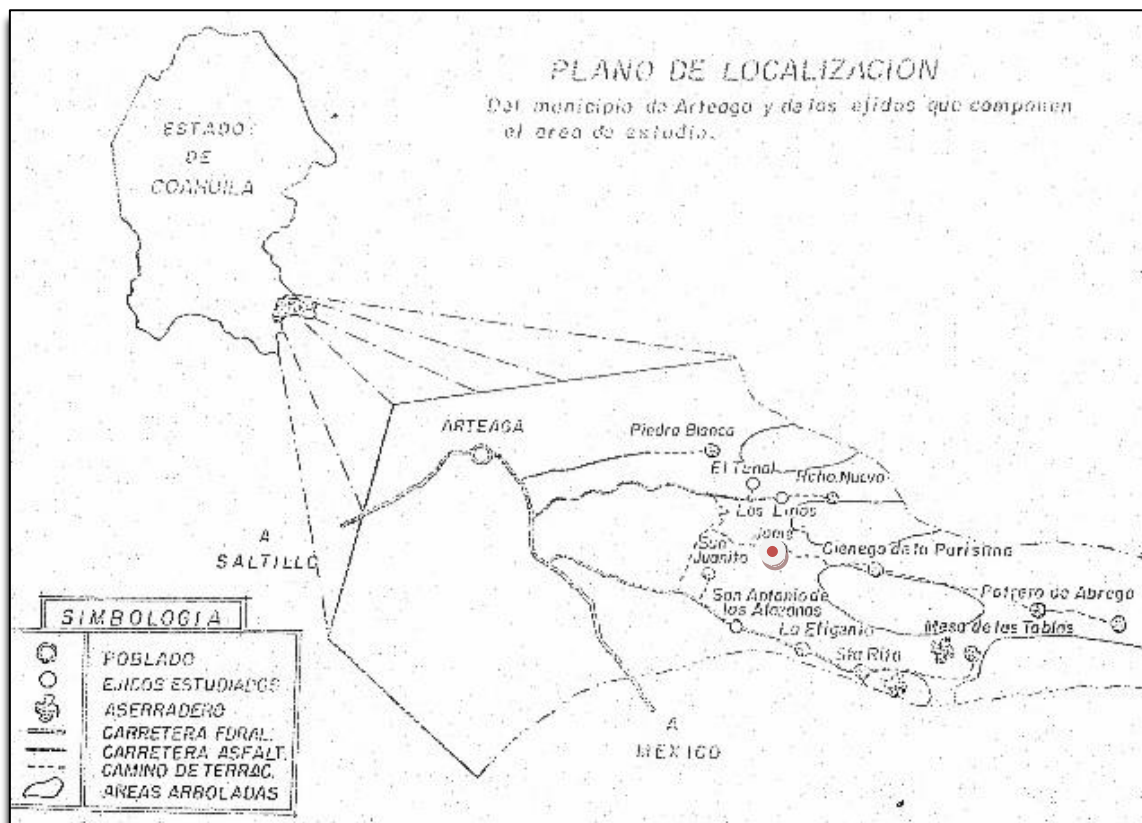 PLANO DE LOCALIZACION
Del municipio de Arteaga y de los ejidos que componen
el area de estudio.
ESTADO
DE
COAHUILA
ARTEAGA
Piedra Blanca
El Tunal
Rcho. Nuevo
Los Lirios
Jame
San
Juanito
Cienega de la Purisima
San Antonio de
las Alazanas
Potrero de Abrego
Mesa de las Tablas
La Efigenia
Sta Rita
A
SALTILLO
A
MEXICO
SIMBOLOGIA
POBLADO
EJIDOS ESTUDIADOS
ASERRADERO
CARRETERA FDRAL.
CARRETERA ASFALT.
CAMINO DE TERRAC.
AREAS ARBOLADAS